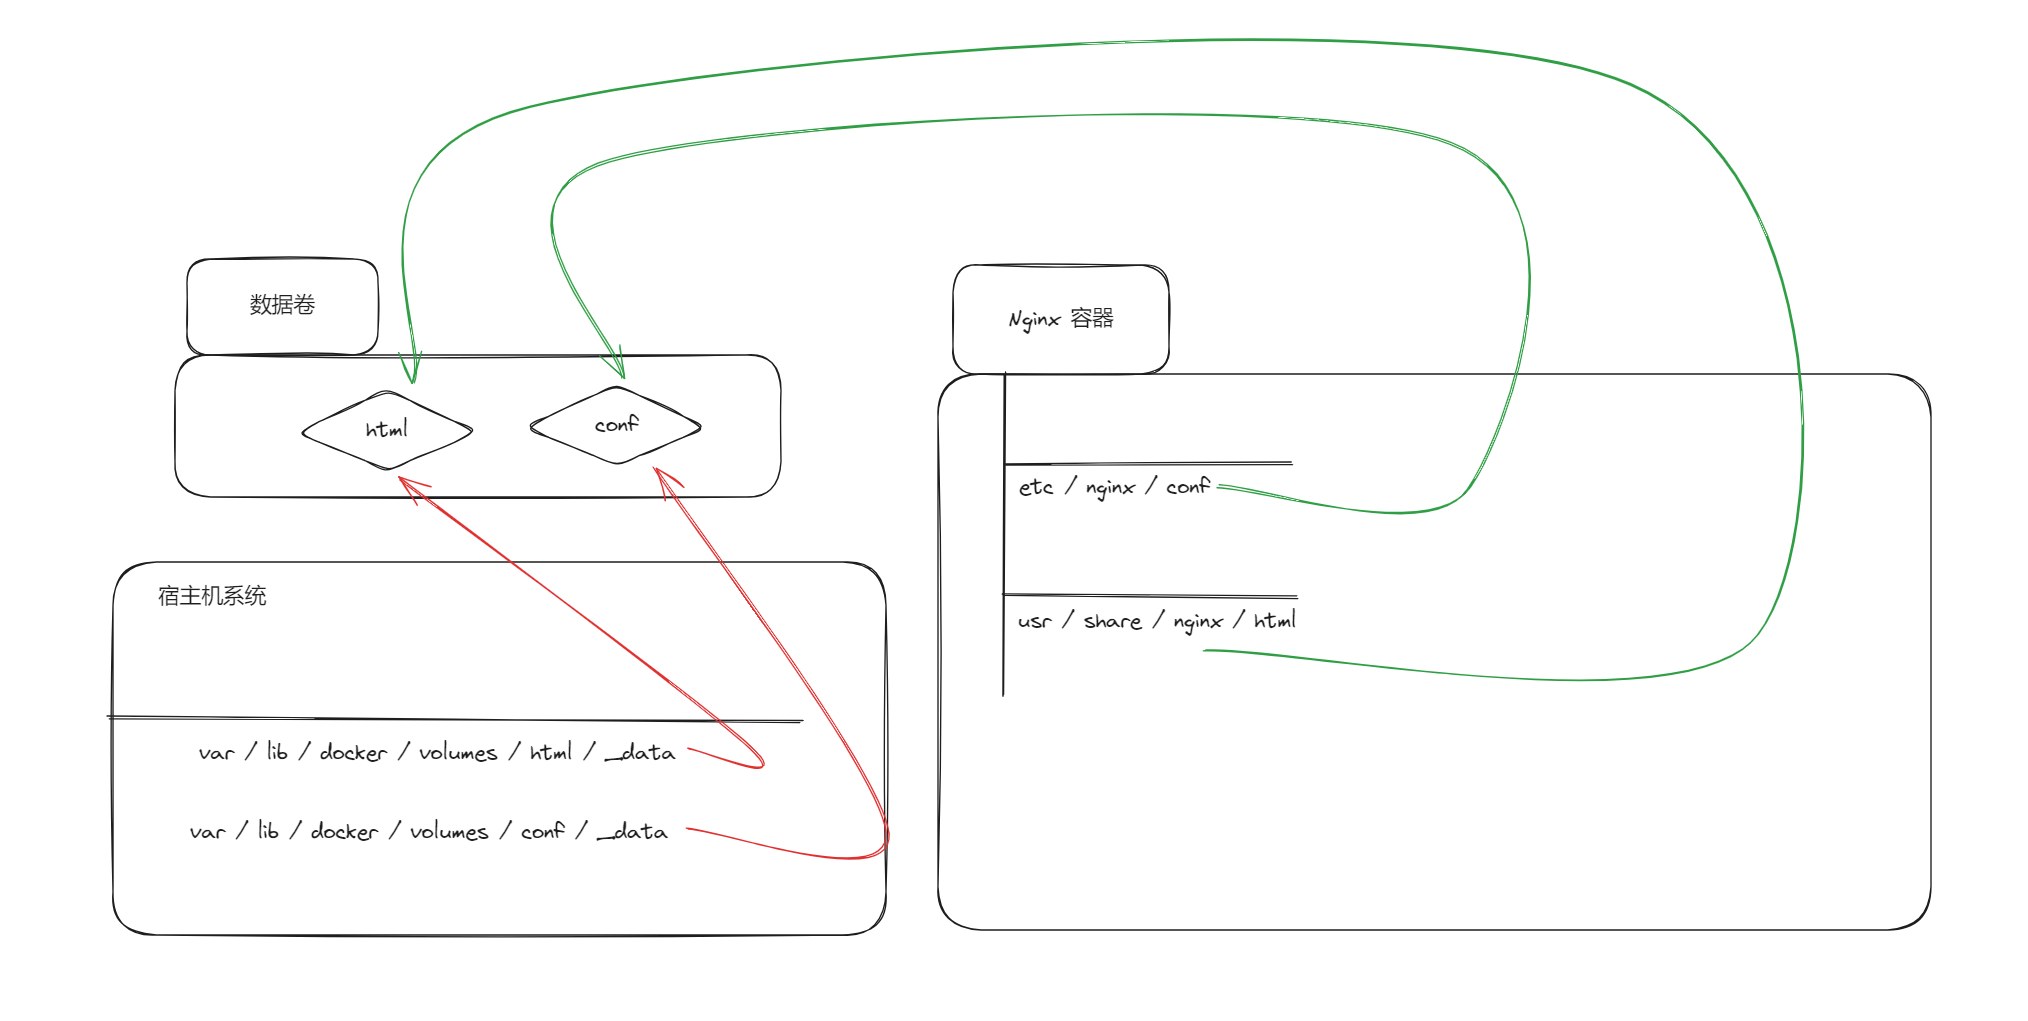 数据卷
Nginx 容器
html
conf
etc / nginx / conf
宿主机系统
usr / share / nginx / html
var / lib / docker / volumes / html / _data
var / lib / docker / volumes / conf / _data